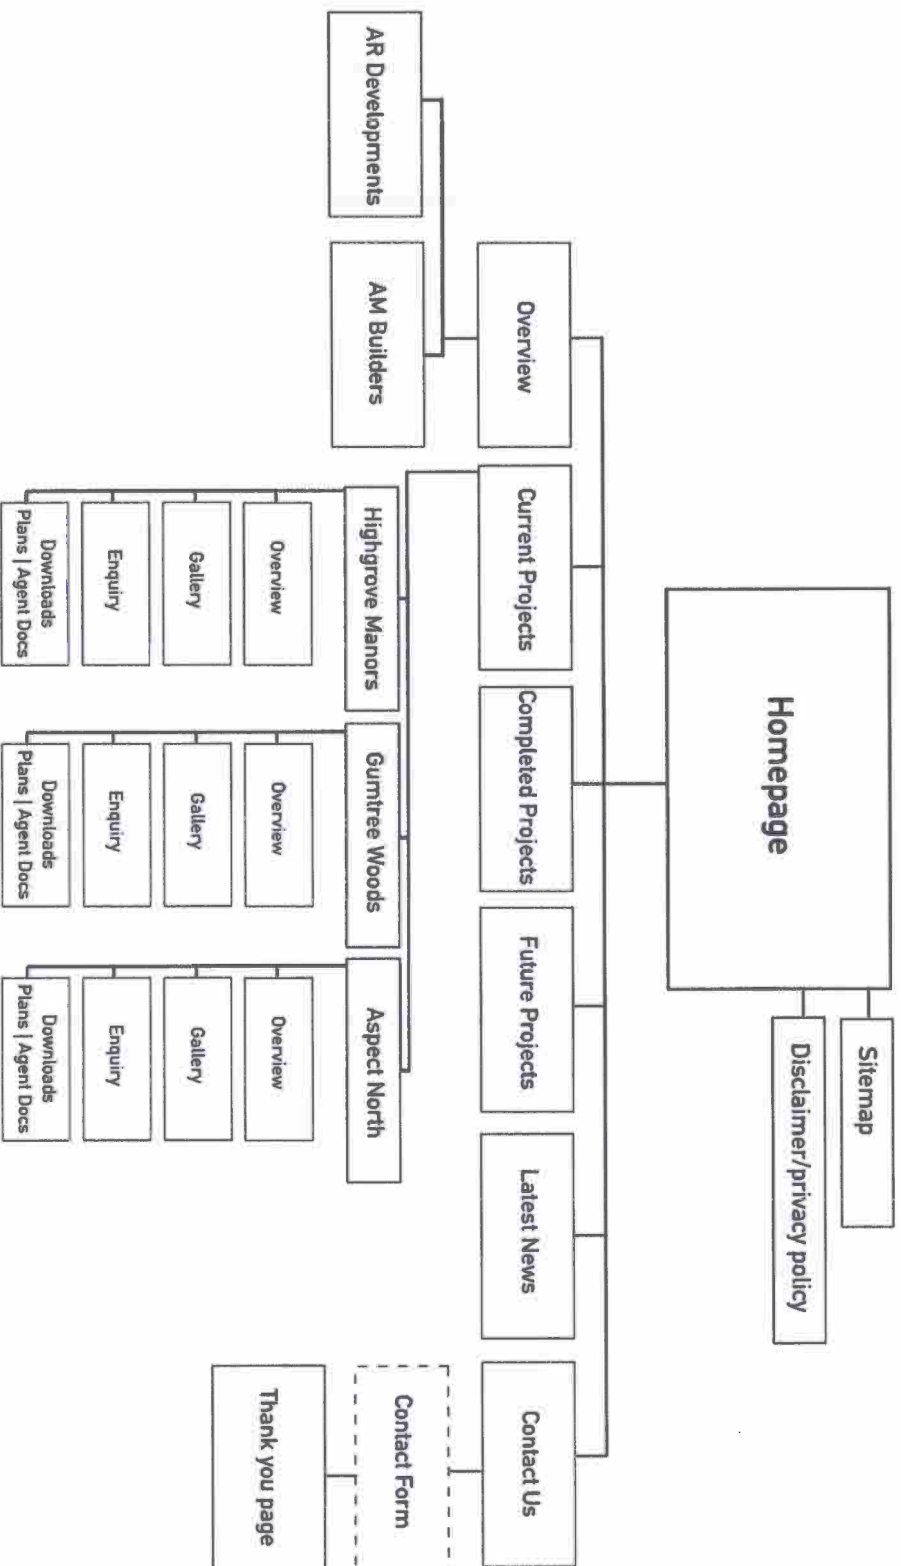 Homepage
Sitemap
Disclaimer/privacy policy
Overview
Current Projects
Completed Projects
Future Projects
Latest News
Contact Us
AR Developments
AM Builders
Highgrove Manors
Gumtree Woods
Aspect North
Contact Form
Thank you page
Overview
Gallery
Enquiry
Downloads
Plans | Agent Docs
Overview
Gallery
Enquiry
Downloads
Plans | Agent Docs
Overview
Gallery
Enquiry
Downloads
Plans | Agent Docs